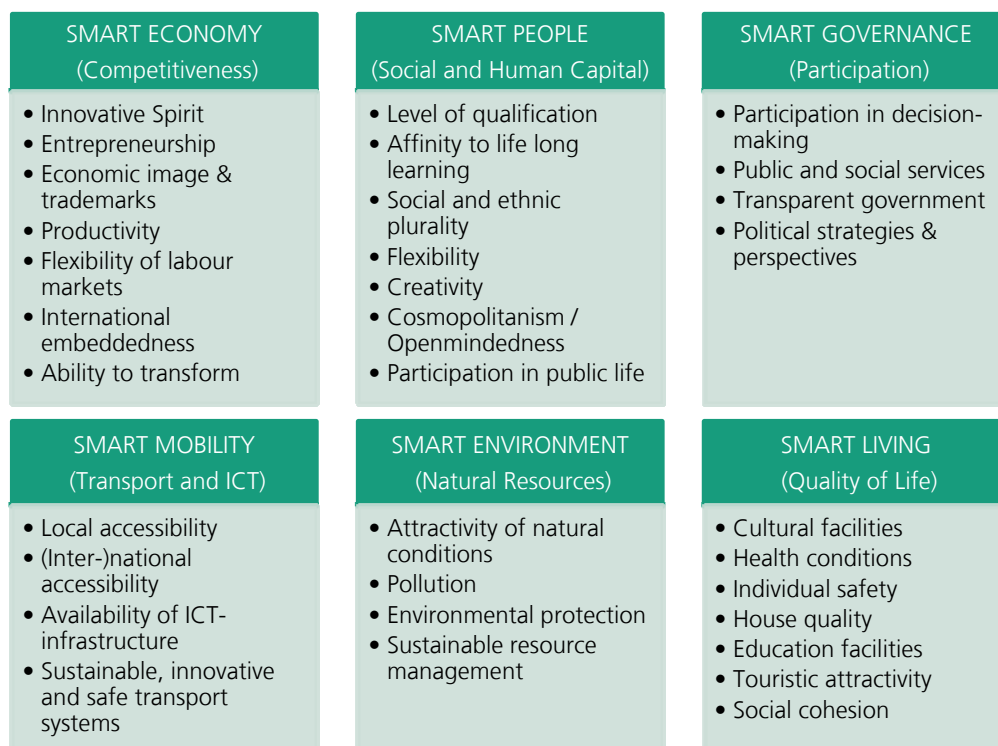 SMART ECONOMY
(Competitiveness)
• Innovative Spirit
• Entrepreneurship
• Economic image &
trademarks
• Productivity
• Flexibility of labour
markets
• International
embeddedness
• Ability to transform
SMART PEOPLE
(Social and Human Capital)
• Level of qualification
• Affinity to life long
learning
• Social and ethnic
plurality
• Flexibility
• Creativity
• Cosmopolitanism /
Openmindedness
• Participation in public life
SMART GOVERNANCE
(Participation)
• Participation in decision-
making
• Public and social services
• Transparent government
• Political strategies &
perspectives
SMART MOBILITY
(Transport and ICT)
• Local accessibility
• (Inter-)national
accessibility
• Availability of ICT-
infrastructure
• Sustainable, innovative
and safe transport
systems
SMART ENVIRONMENT
(Natural Resources)
• Attractivity of natural
conditions
• Pollution
• Environmental protection
• Sustainable resource
management
SMART LIVING
(Quality of Life)
• Cultural facilities
• Health conditions
• Individual safety
• House quality
• Education facilities
• Touristic attractivity
• Social cohesion